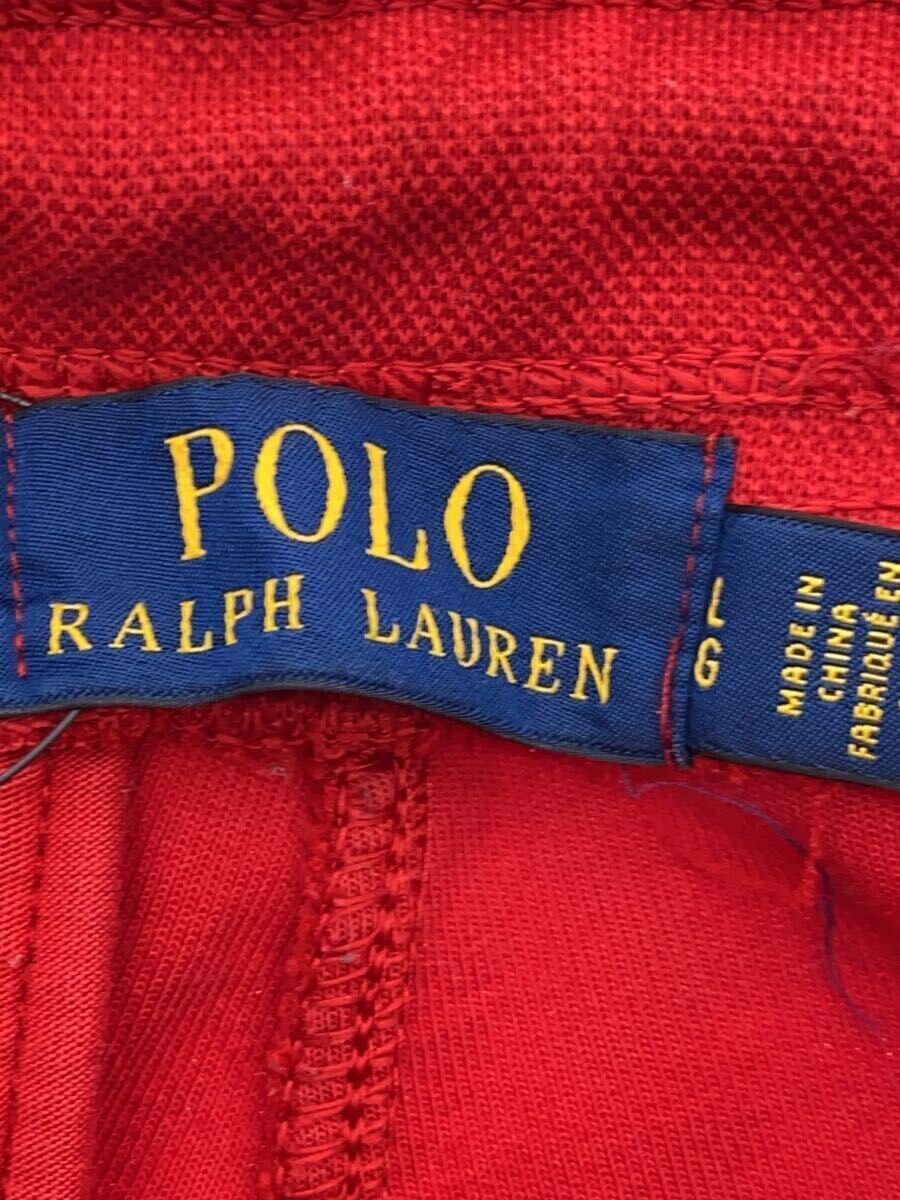 POLO
RALPH LAUREN
L
G
MADE IN
CHINA
FABRIQUÉ EN